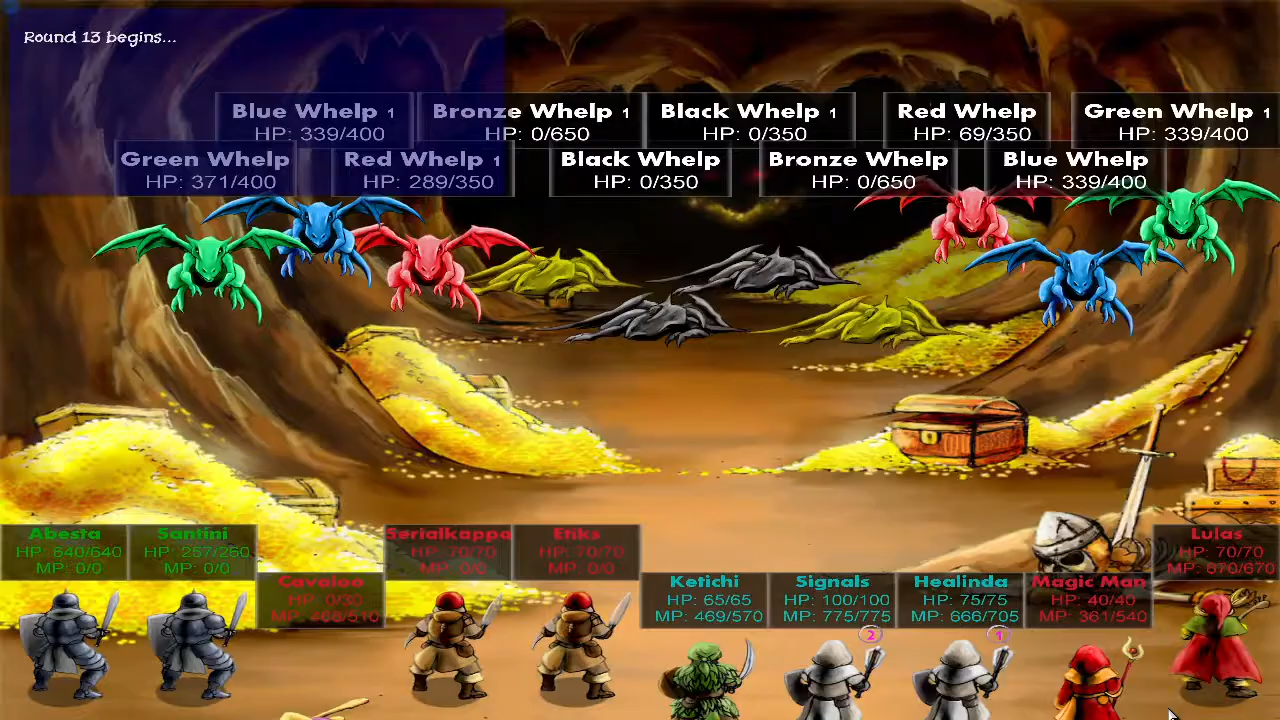 Round 13 begins...
Blue Whelp 1
HP: 339/400
Bronze Whelp 1
HP: 0/650
Black Whelp 1
HP: 0/350
Red Whelp
HP: 69/350
Green Whelp 1
HP: 339/400
Green Whelp
HP: 371/400
Red Whelp 1
HP: 289/350
Black Whelp
HP: 0/350
Bronze Whelp
HP: 0/650
Blue Whelp
HP: 339/400
Abesta
HP: 640/640
MP: 0/0
Santini
HP: 257/260
MP: 0/0
Cavaloo
HP: 0/30
MP: 468/510
Serialkappa
HP: 70/70
MP: 0/0
Etiks
HP: 70/70
MP: 0/0
Ketichi
HP: 65/65
MP: 469/570
Signals
HP: 100/100
MP: 775/775
Healinda
HP: 75/75
MP: 666/705
Magic Man
HP: 40/40
MP: 361/540
Lulas
HP: 70/70
MP: 670/670
2
1